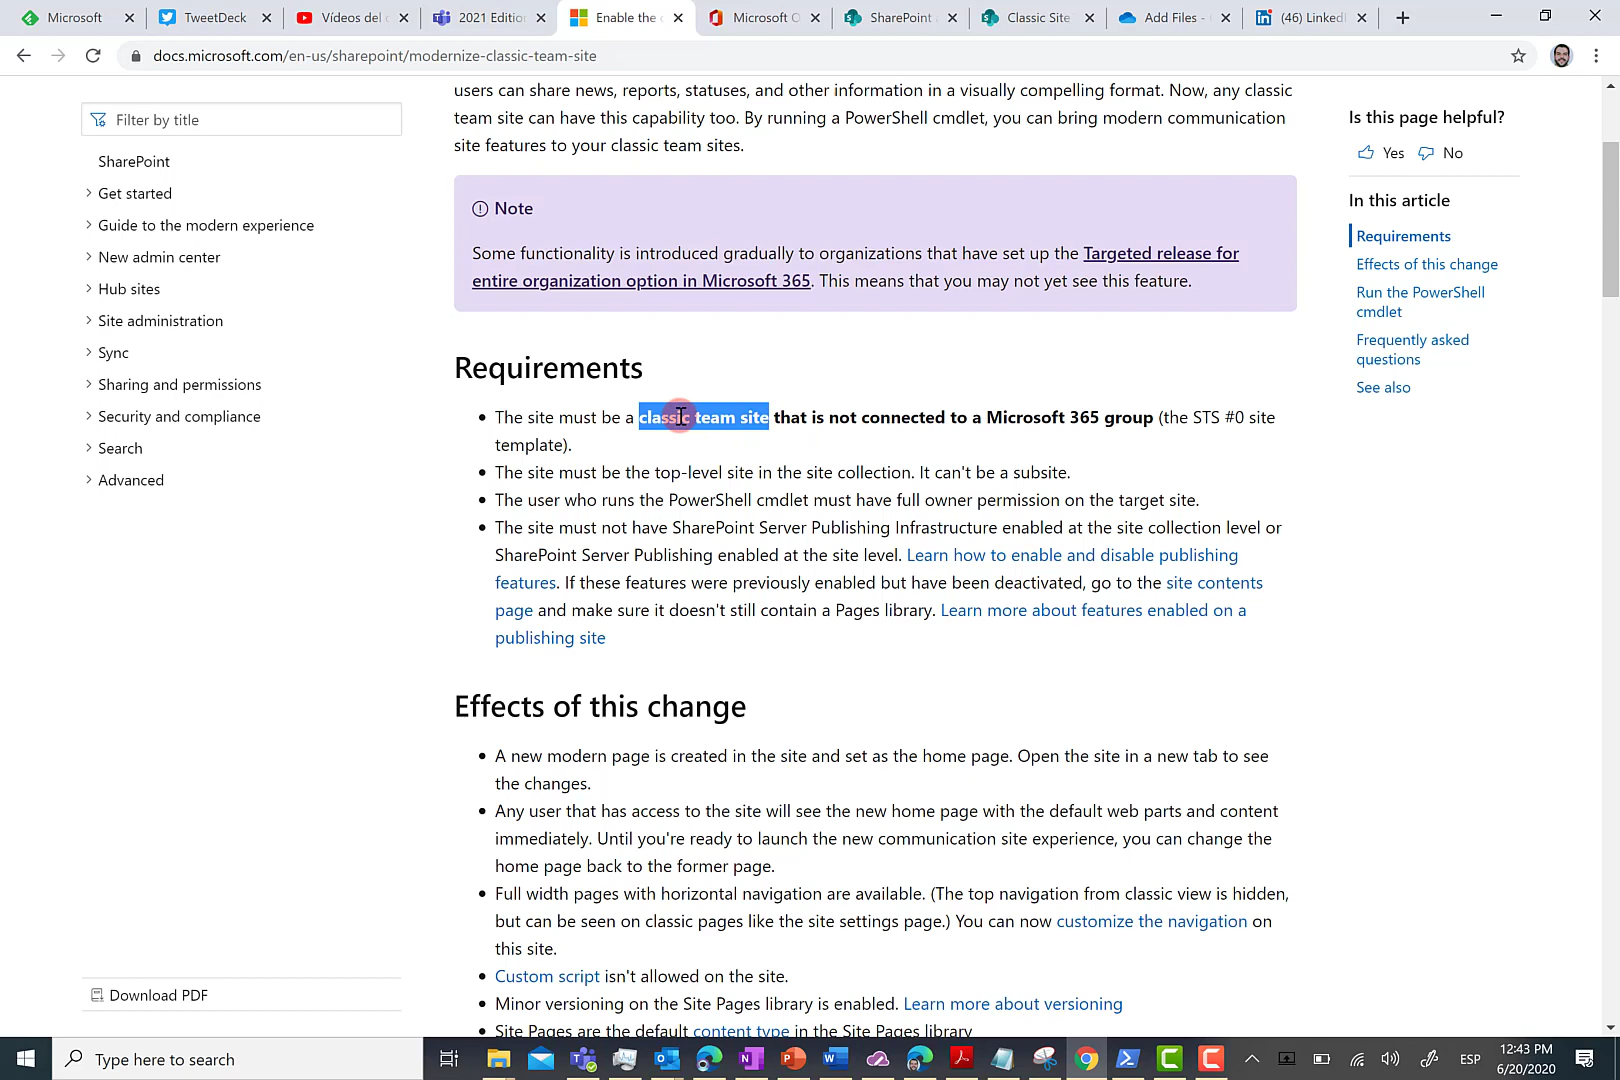 Microsoft
TweetDeck
Vídeos del c
2021 Edition
Enable the c
Microsoft O
SharePoint
Classic Site
Add Files -
(46) LinkedI
docs.microsoft.com/en-us/sharepoint/modernize-classic-team-site
Filter by title
SharePoint
Get started
Guide to the modern experience
New admin center
Hub sites
Site administration
Sync
Sharing and permissions
Security and compliance
Search
Advanced
Download PDF
users can share news, reports, statuses, and other information in a visually compelling format. Now, any classic
team site can have this capability too. By running a PowerShell cmdlet, you can bring modern communication
site features to your classic team sites.
Note
Some functionality is introduced gradually to organizations that have set up the Targeted release for
entire organization option in Microsoft 365. This means that you may not yet see this feature.
Requirements
• The site must be a classic team site that is not connected to a Microsoft 365 group (the STS #0 site
template).
• The site must be the top-level site in the site collection. It can't be a subsite.
• The user who runs the PowerShell cmdlet must have full owner permission on the target site.
• The site must not have SharePoint Server Publishing Infrastructure enabled at the site collection level or
SharePoint Server Publishing enabled at the site level. Learn how to enable and disable publishing
features. If these features were previously enabled but have been deactivated, go to the site contents
page and make sure it doesn't still contain a Pages library. Learn more about features enabled on a
publishing site
Effects of this change
• A new modern page is created in the site and set as the home page. Open the site in a new tab to see
the changes.
• Any user that has access to the site will see the new home page with the default web parts and content
immediately. Until you're ready to launch the new communication site experience, you can change the
home page back to the former page.
• Full width pages with horizontal navigation are available. (The top navigation from classic view is hidden,
but can be seen on classic pages like the site settings page.) You can now customize the navigation on
this site.
• Custom script isn't allowed on the site.
• Minor versioning on the Site Pages library is enabled. Learn more about versioning
• Site Pages are the default content type in the Site Pages library
Is this page helpful?
Yes No
In this article
Requirements
Effects of this change
Run the PowerShell
cmdlet
Frequently asked
questions
See also
Type here to search
ESP
12:43 PM
6/20/2020